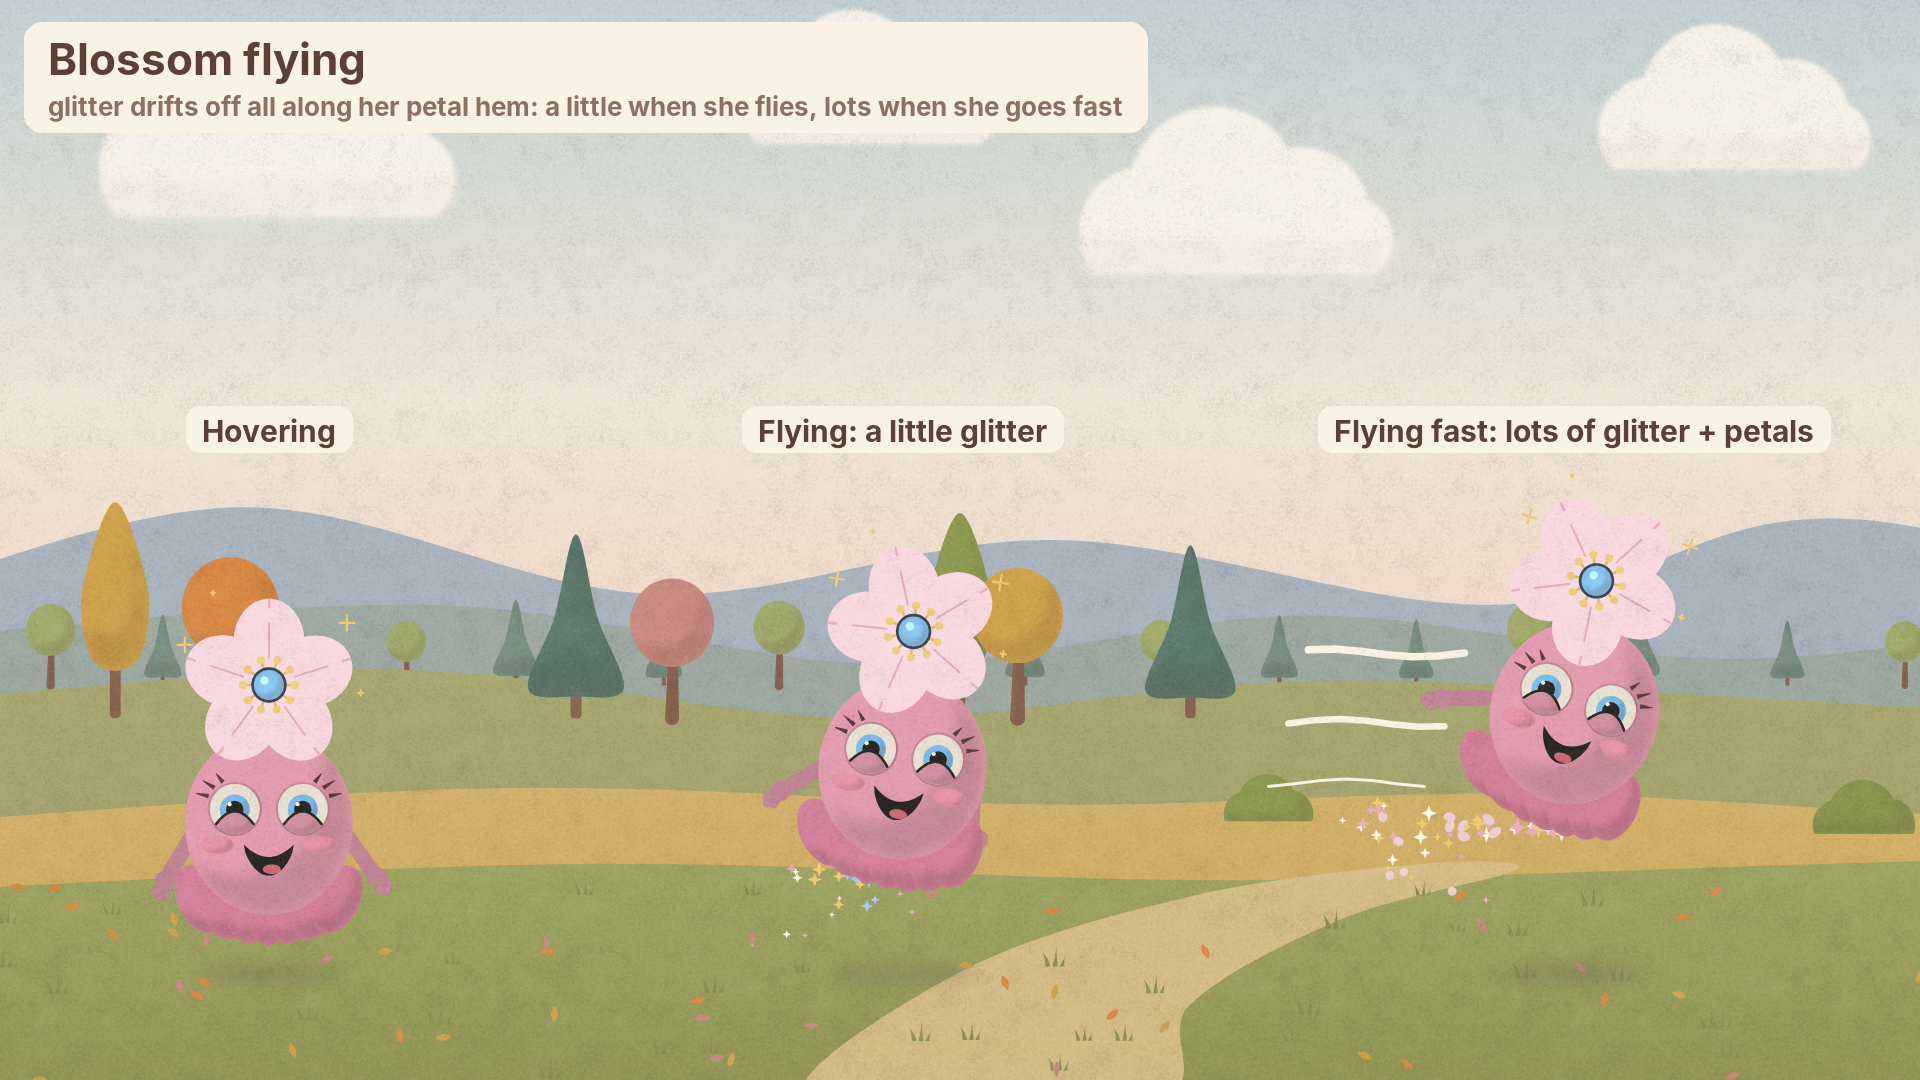 Blossom flying
glitter drifts off all along her petal hem: a little when she flies, lots when she goes fast
Hovering
Flying: a little glitter
Flying fast: lots of glitter + petals